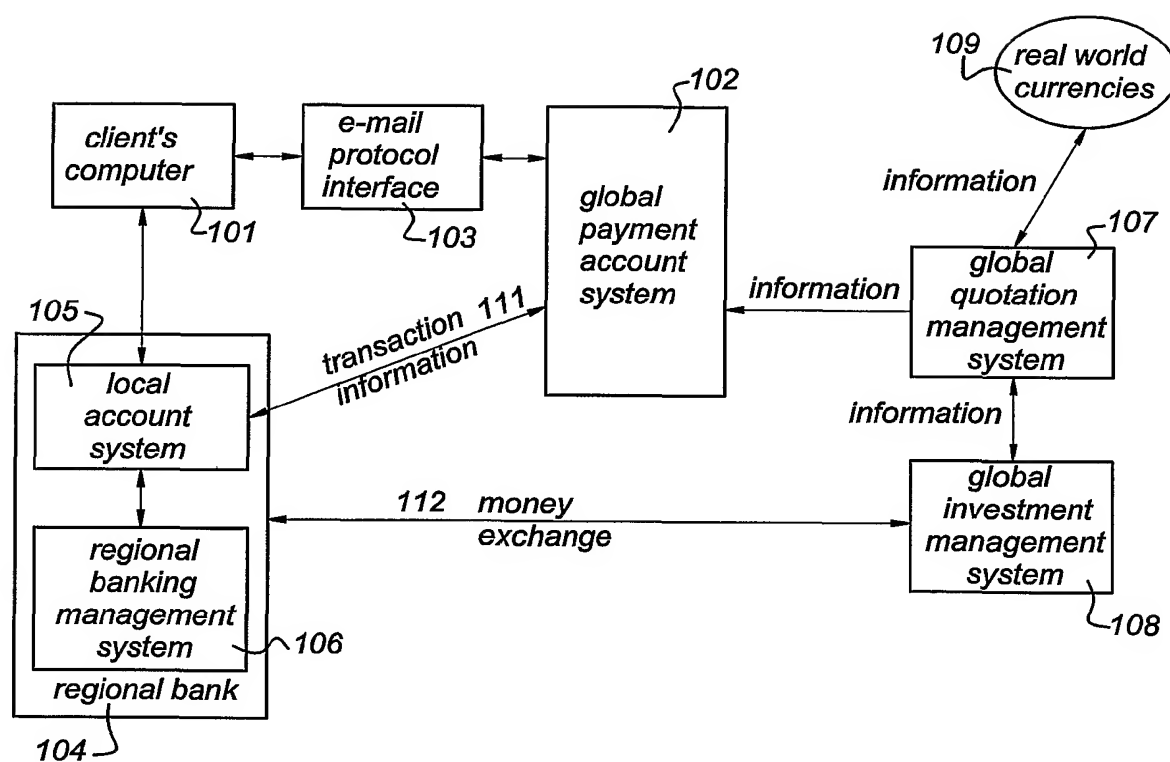 109
real world
currencies
102
client's
computer
e-mail
protocol
interface
101
103
global
payment
account
system
information
107
global
quotation
management
system
information
105
transaction 111
information
local
account
system
information
global
investment
management
system
112 money
exchange
regional
banking
management
system
106
108
regional bank
104